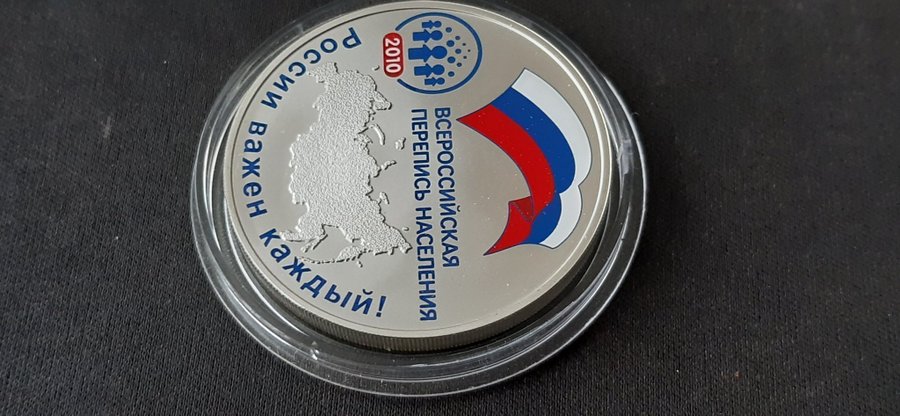 2010
ВСЕРОССИЙСКАЯ
ПЕРЕПИСЬ НАСЕЛЕНИЯ
России важен каждый!